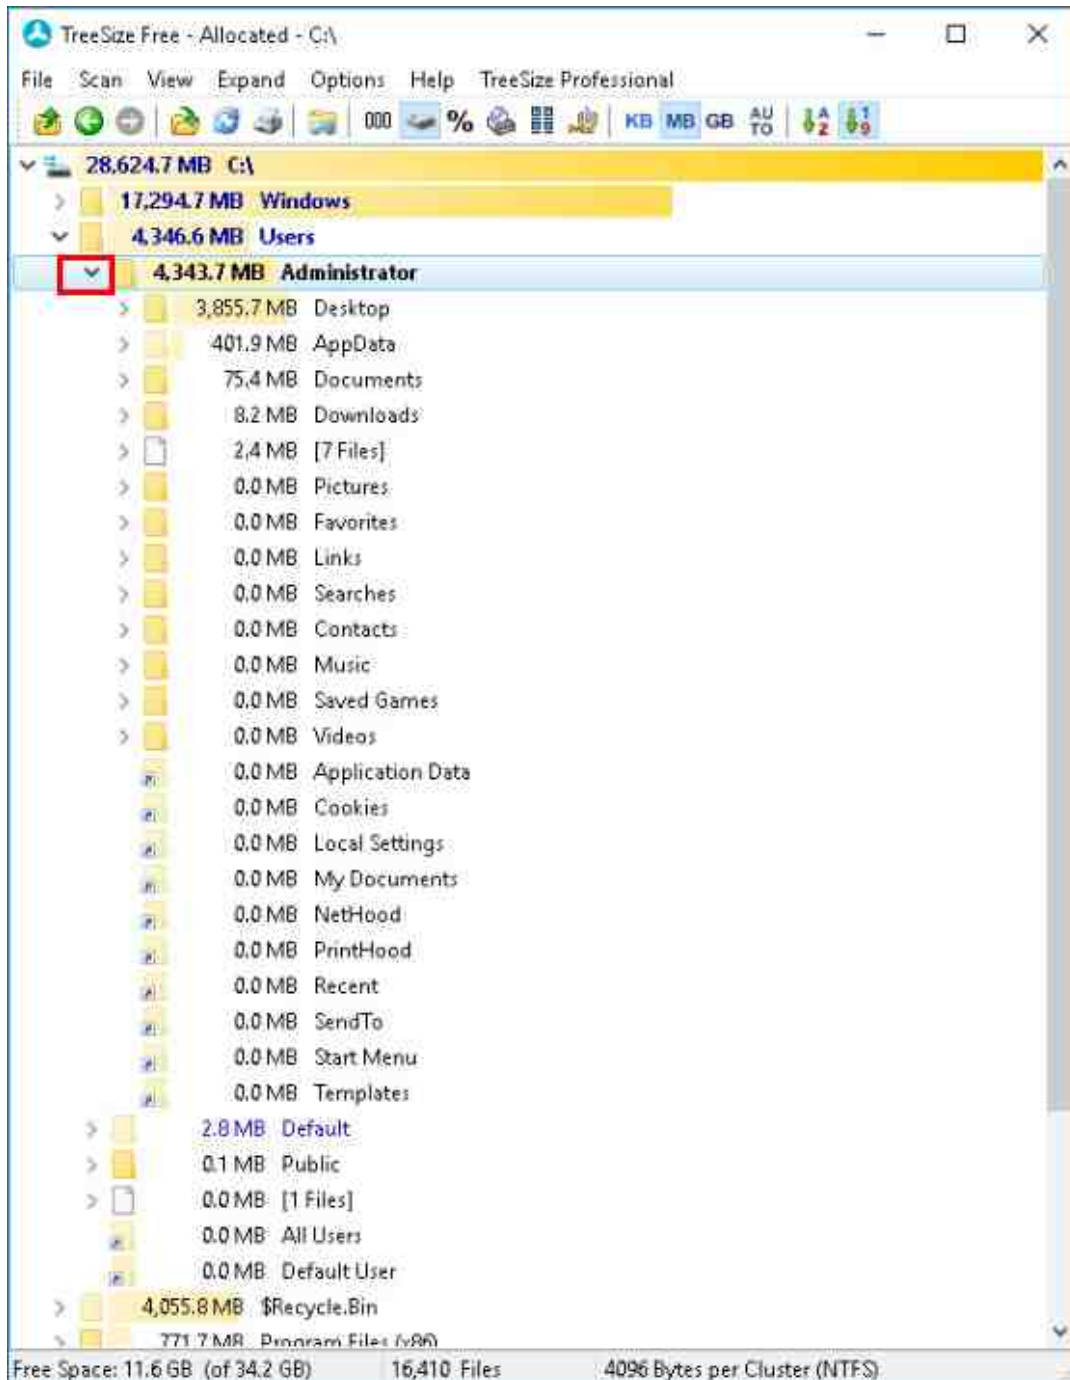 TreeSize Free - Allocated - C:\
File Scan View Expand Options Help TreeSize Professional
000 % KB MB GB AU TO A Z 1 9
28,624.7 MB C:\
17,294.7 MB Windows
4,346.6 MB Users
4,343.7 MB Administrator
3,855.7 MB Desktop
401.9 MB AppData
75.4 MB Documents
8.2 MB Downloads
2.4 MB [7 Files]
0.0 MB Pictures
0.0 MB Favorites
0.0 MB Links
0.0 MB Searches
0.0 MB Contacts
0.0 MB Music
0.0 MB Saved Games
0.0 MB Videos
0.0 MB Application Data
0.0 MB Cookies
0.0 MB Local Settings
0.0 MB My Documents
0.0 MB NetHood
0.0 MB PrintHood
0.0 MB Recent
0.0 MB SendTo
0.0 MB Start Menu
0.0 MB Templates
2.8 MB Default
0.1 MB Public
0.0 MB [1 Files]
0.0 MB All Users
0.0 MB Default User
4,055.8 MB $Recycle.Bin
771.7 MB Program Files (x86)
Free Space: 11.6 GB (of 34.2 GB) 16,410 Files 4096 Bytes per Cluster (NTFS)